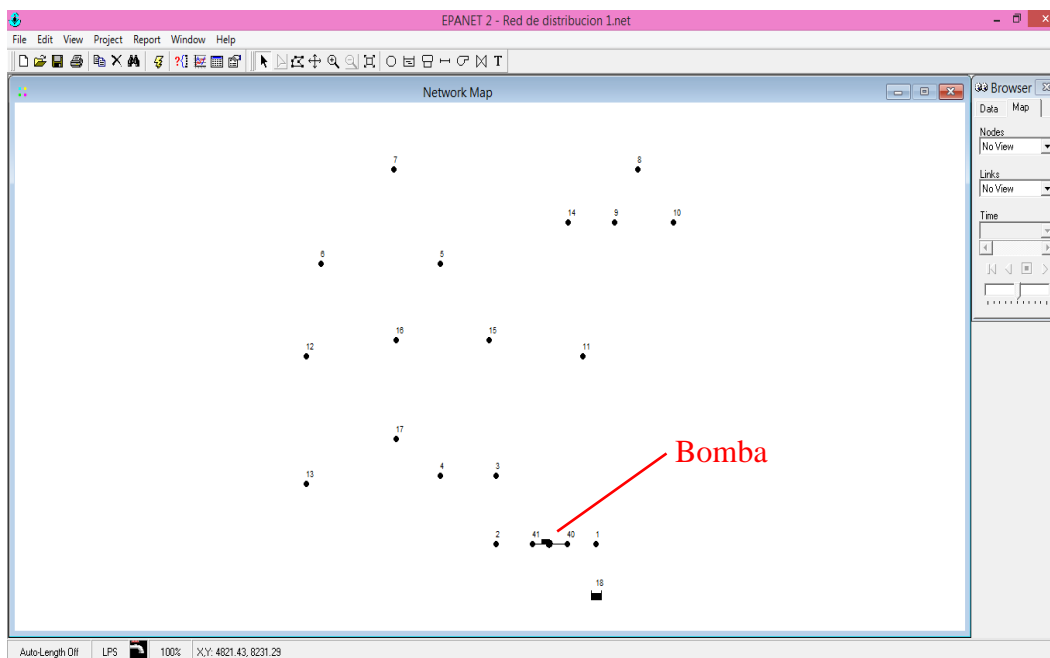 EPANET 2 - Red de distribucion 1.net
File Edit View Project Report Window Help
T
Network Map
Browser
Data Map
Nodes
No View
Links
No View
Time
7 8
14 9 10
6 5
16 15
12 11
17
4 3
13
Bomba
2 41 40 1
18
Auto-Length Off LPS 100% X,Y: 4821.43, 8231.29